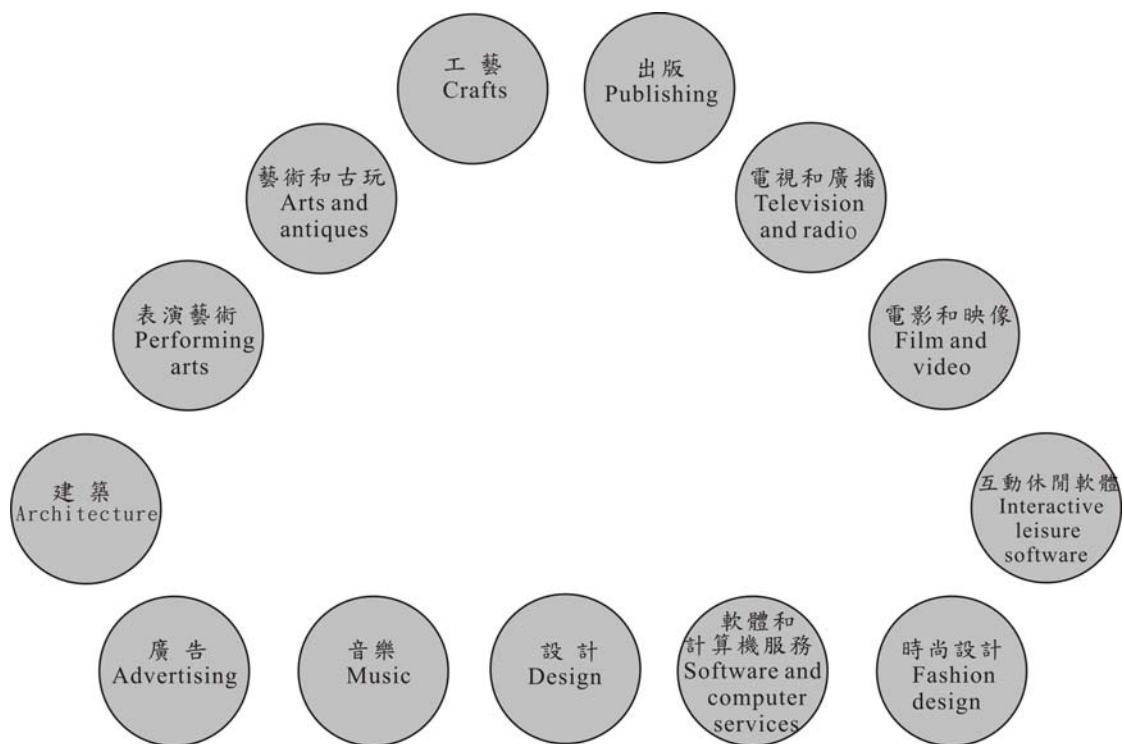 工藝
Crafts
出版
Publishing
藝術和古玩
Arts and
antiques
電視和廣播
Television
and radio
表演藝術
Performing
arts
電影和映像
Film and
video
建築
Architecture
互動休閒軟體
Interactive
leisure
software
廣告
Advertising
音樂
Music
設計
Design
軟體和
計算機服務
Software and
computer
services
時尚設計
Fashion
design